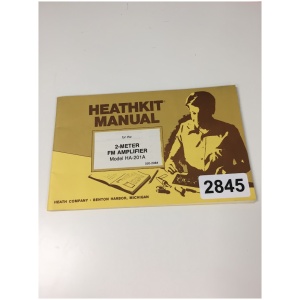 HEATHKIT
MANUAL
for the
2-METER
FM AMPLIFIER
Model HA-201A
2845
HEATH COMPANY · BENTON HARBOR, MICHIGAN